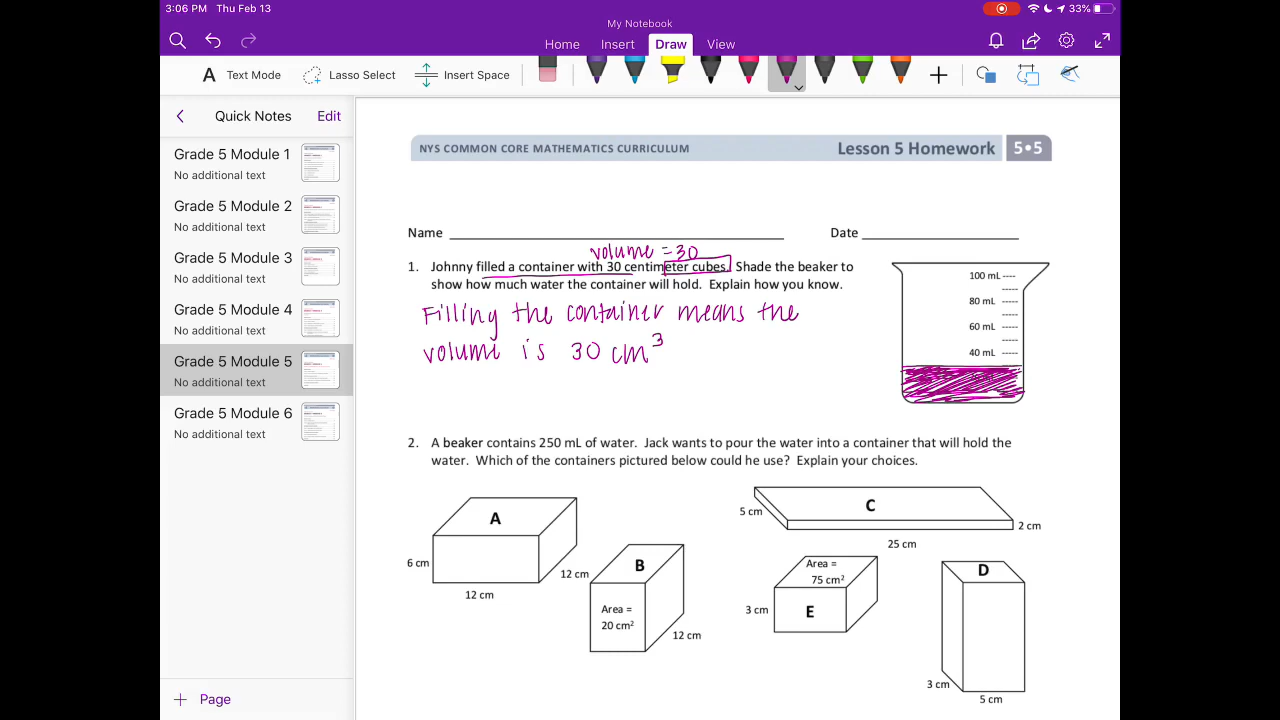 3:06 PM Thu Feb 13
33%
My Notebook
Home Insert Draw View
A Text Mode Lasso Select Insert Space
Quick Notes Edit
Grade 5 Module 1
No additional text
Grade 5 Module 2
No additional text
Grade 5 Module 3
No additional text
Grade 5 Module 4
No additional text
Grade 5 Module 5
No additional text
Grade 5 Module 6
No additional text
+ Page
NYS COMMON CORE MATHEMATICS CURRICULUM Lesson 5 Homework 5•5
Name Date
volume = 30
1. Johnny filled a container with 30 centimeter cubes. Shade the beaker to
show how much water the container will hold. Explain how you know.
Filling the container means the
volume is 30 cm³
100 mL
80 mL
60 mL
40 mL
2. A beaker contains 250 mL of water. Jack wants to pour the water into a container that will hold the
water. Which of the containers pictured below could he use? Explain your choices.
A
6 cm
12 cm
12 cm
B
Area =
20 cm²
12 cm
C
5 cm
2 cm
25 cm
Area =
75 cm²
3 cm
E
D
3 cm
5 cm